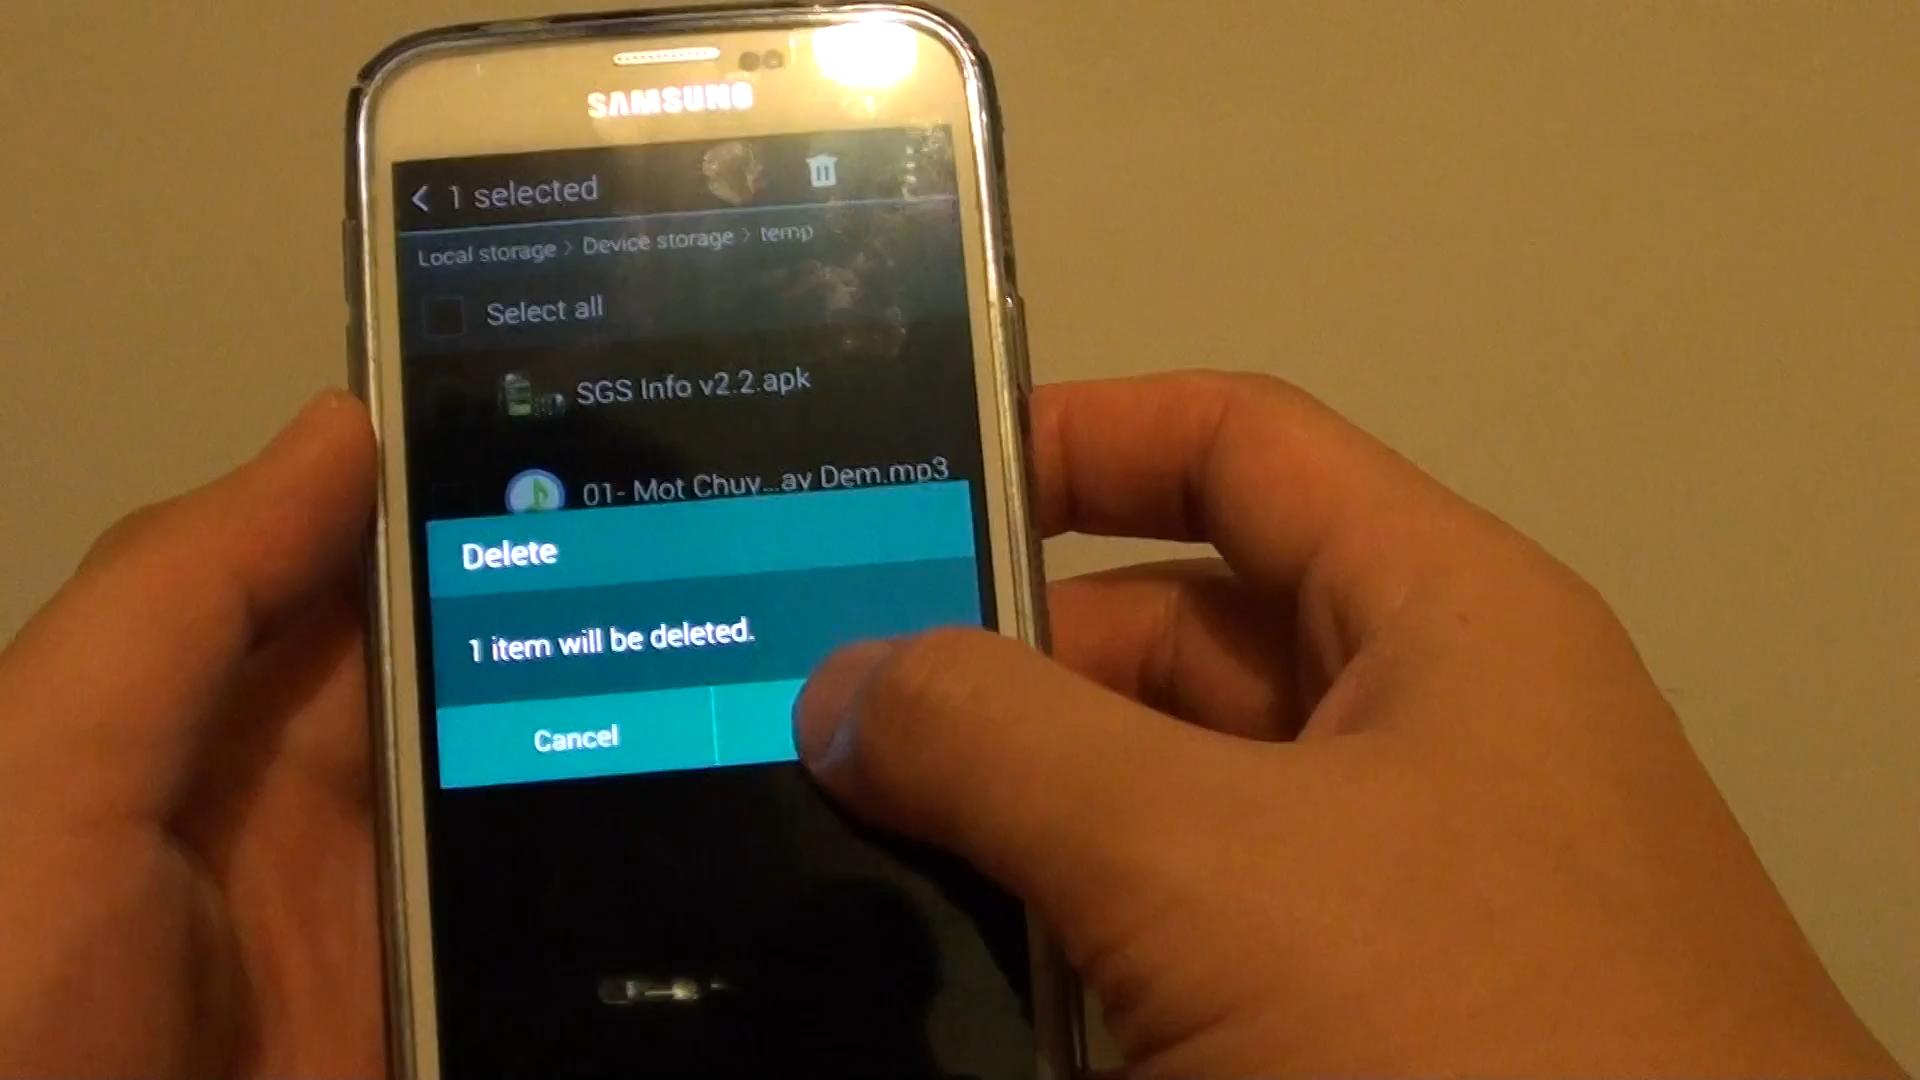 SAMSUNG
1 selected
Local storage > Device storage > temp
Select all
SGS Info v2.2.apk
01- Mot Chuy...ay Dem.mp3
Delete
1 item will be deleted.
Cancel